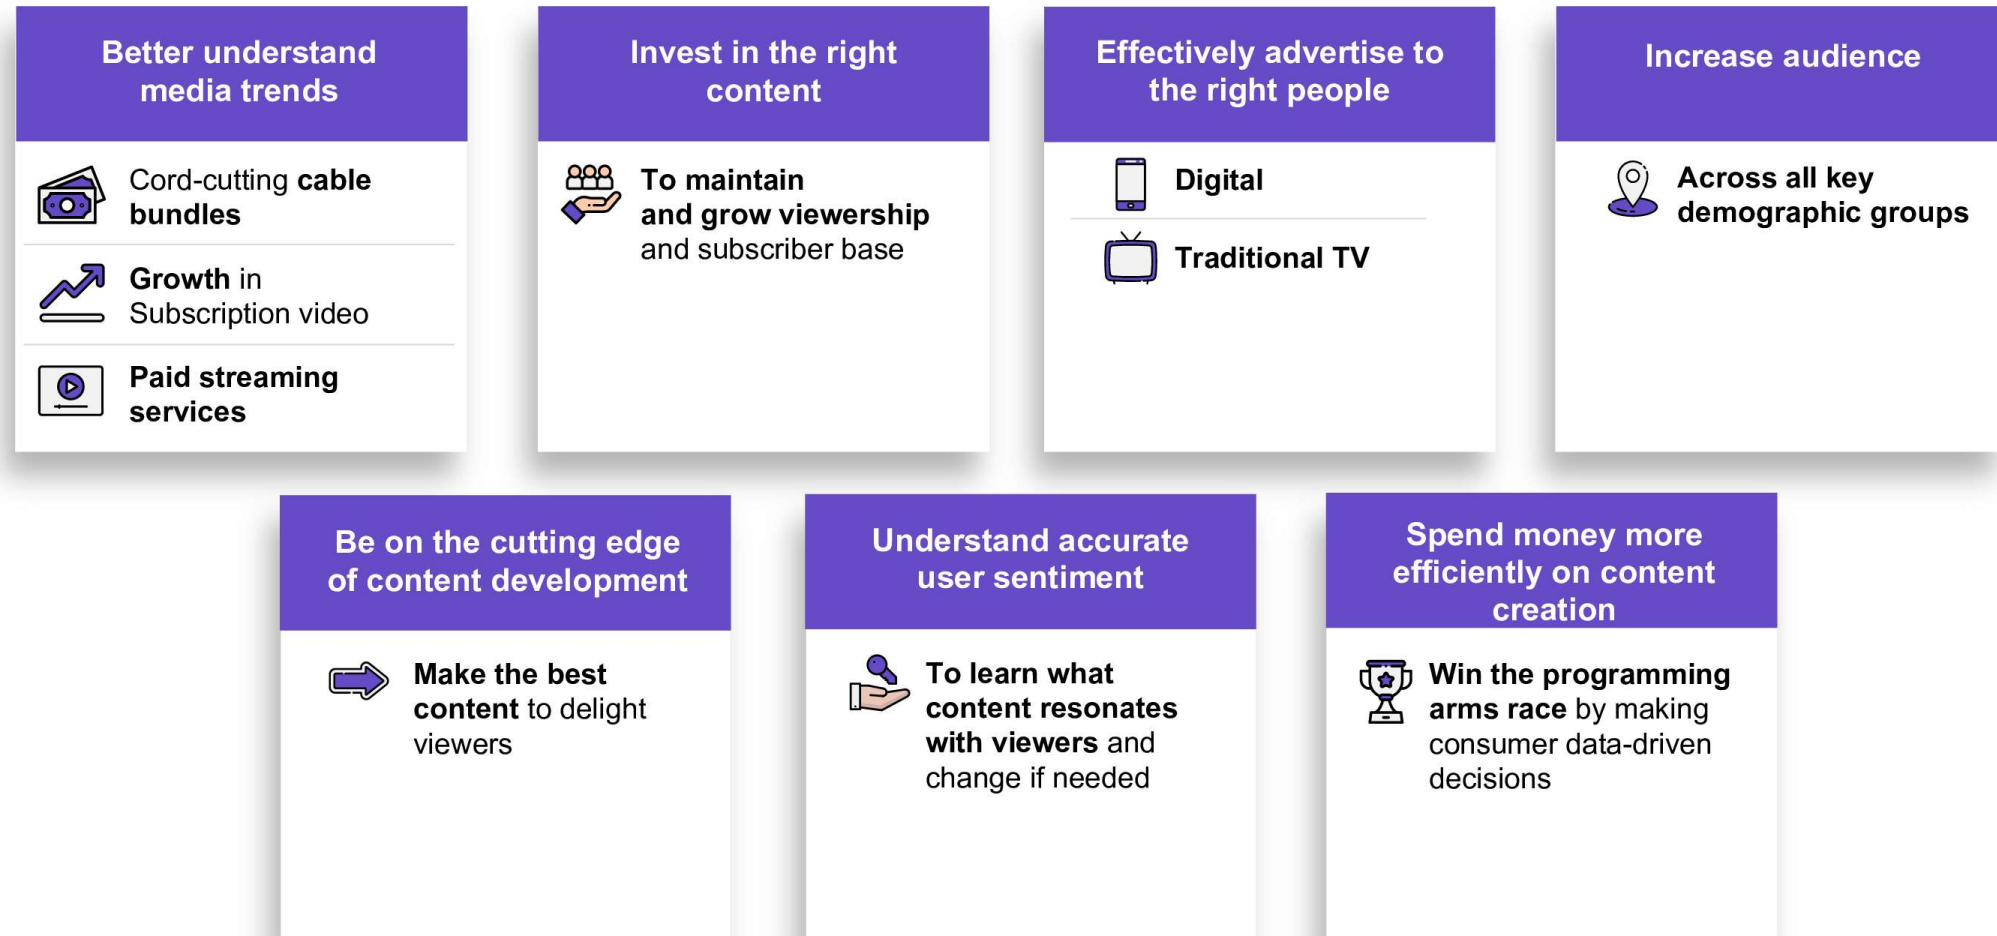 Better understand
media trends
Cord-cutting cable
bundles
Growth in
Subscription video
Paid streaming
services
Invest in the right
content
To maintain
and grow viewership
and subscriber base
Effectively advertise to
the right people
Digital
Traditional TV
Increase audience
Across all key
demographic groups
Be on the cutting edge
of content development
Make the best
content to delight
viewers
Understand accurate
user sentiment
To learn what
content resonates
with viewers and
change if needed
Spend money more
efficiently on content
creation
Win the programming
arms race by making
consumer data-driven
decisions